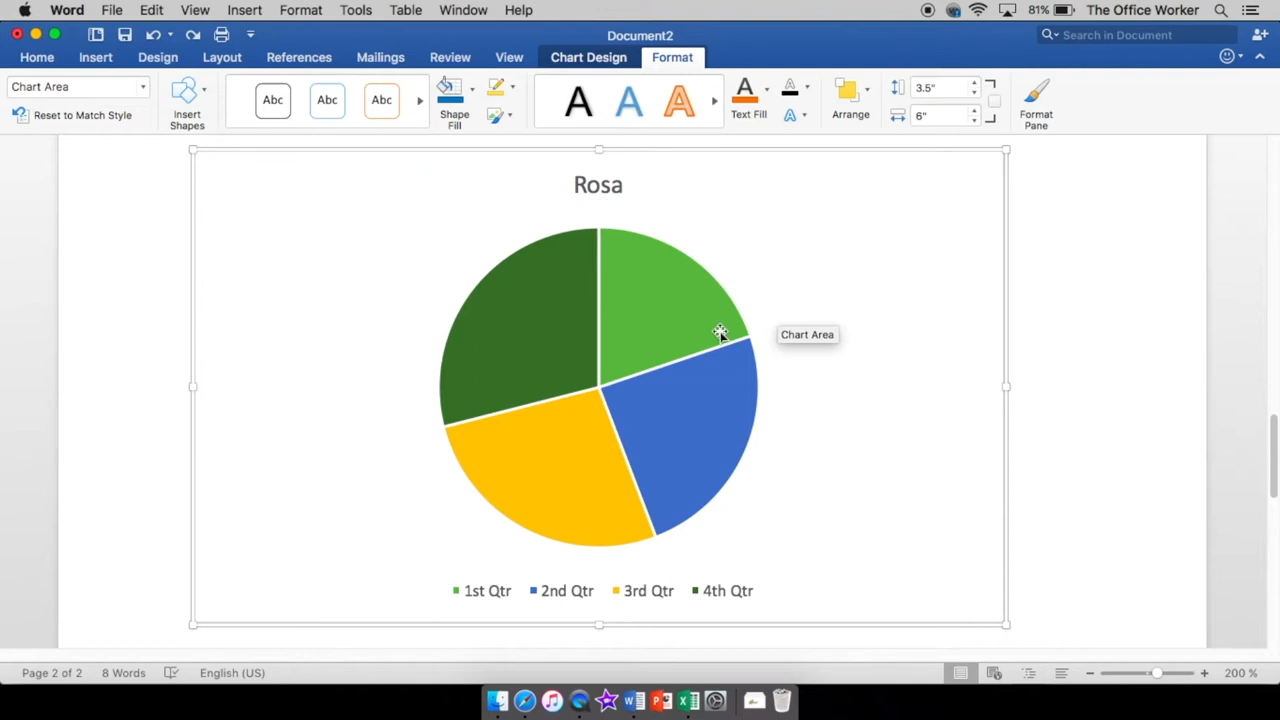 Word File Edit View Insert Format Tools Table Window Help 81% The Office Worker
Document2
Search in Document
Home Insert Design Layout References Mailings Review View Chart Design Format
Chart Area
Reset to Match Style
Insert Shapes
Abc Abc Abc
Shape Fill
A A A
A
Text Fill
A
A
Arrange
3.5"
6"
Format Pane
Rosa
Chart Area
1st Qtr 2nd Qtr 3rd Qtr 4th Qtr
Page 2 of 2 8 Words English (US) 200 %